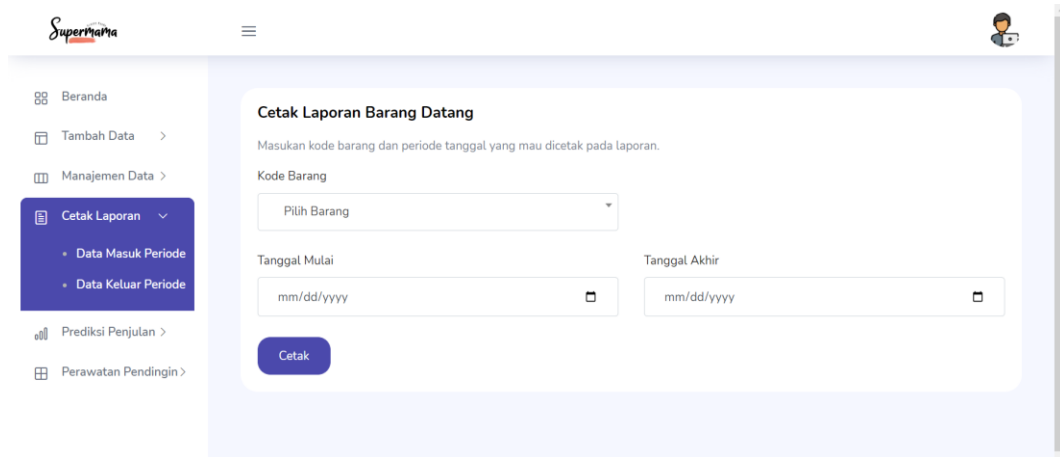 Supermama
Beranda
Tambah Data
Manajemen Data
Cetak Laporan
Data Masuk Periode
Data Keluar Periode
Prediksi Penjulan
Perawatan Pendingin
Cetak Laporan Barang Datang
Masukan kode barang dan periode tanggal yang mau dicetak pada laporan.
Kode Barang
Pilih Barang
Tanggal Mulai
Tanggal Akhir
mm/dd/yyyy
mm/dd/yyyy
Cetak